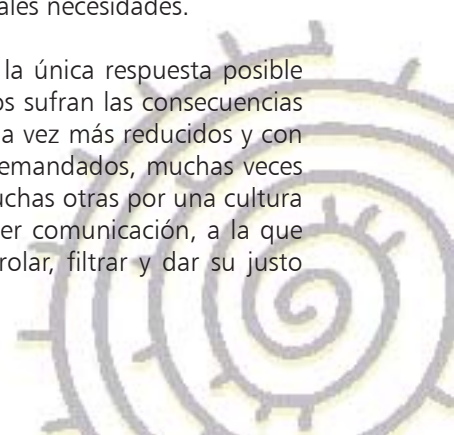 ales necesidades.
la única respuesta posible
os sufran las consecuencias
a vez más reducidos y con
emandados, muchas veces
uchas otras por una cultura
er comunicación, a la que
rolar, filtrar y dar su justo